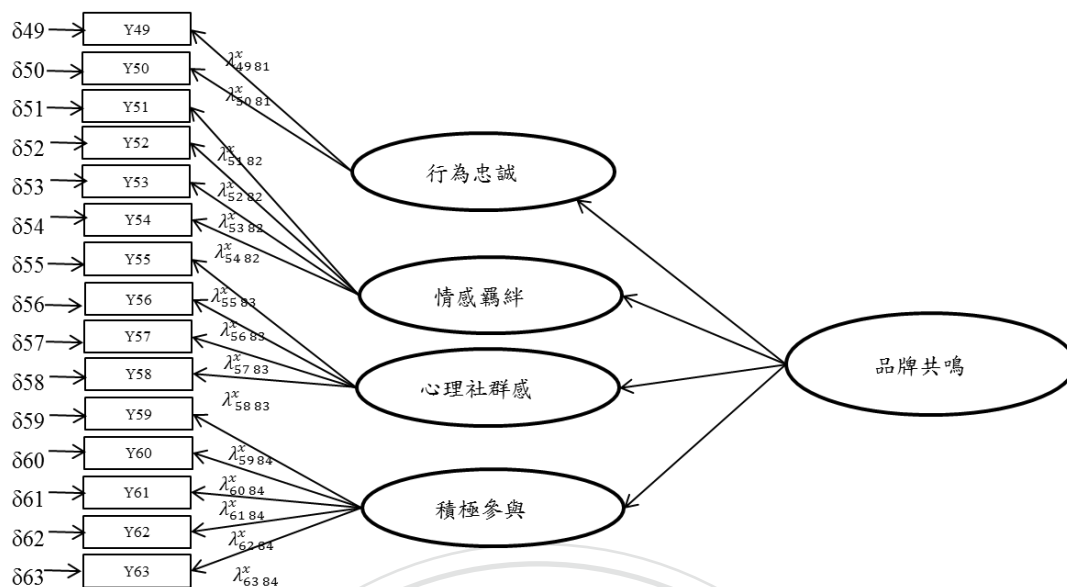 δ49 Y49
λ^x_{49 81}
δ50 Y50
λ^x_{50 81}
δ51 Y51
δ52 Y52
λ^x_{51 82}
行為忠誠
δ53 Y53
λ^x_{52 82}
δ54 Y54
λ^x_{53 82}
λ^x_{54 82}
δ55 Y55
δ56 Y56
λ^x_{55 83}
情感羈絆
δ57 Y57
λ^x_{56 83}
δ58 Y58
λ^x_{57 83}
品牌共鳴
λ^x_{58 83}
心理社群感
δ59 Y59
δ60 Y60
λ^x_{59 84}
δ61 Y61
λ^x_{60 84}
λ^x_{61 84}
積極參與
δ62 Y62
λ^x_{62 84}
δ63 Y63
λ^x_{63 84}